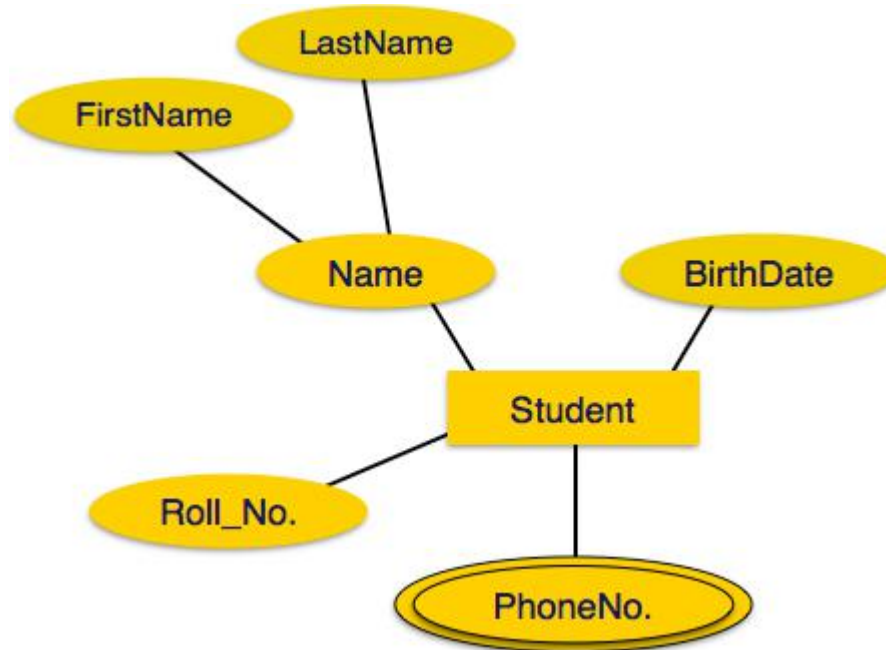 LastName
FirstName
Name
BirthDate
Student
Roll_No.
PhoneNo.